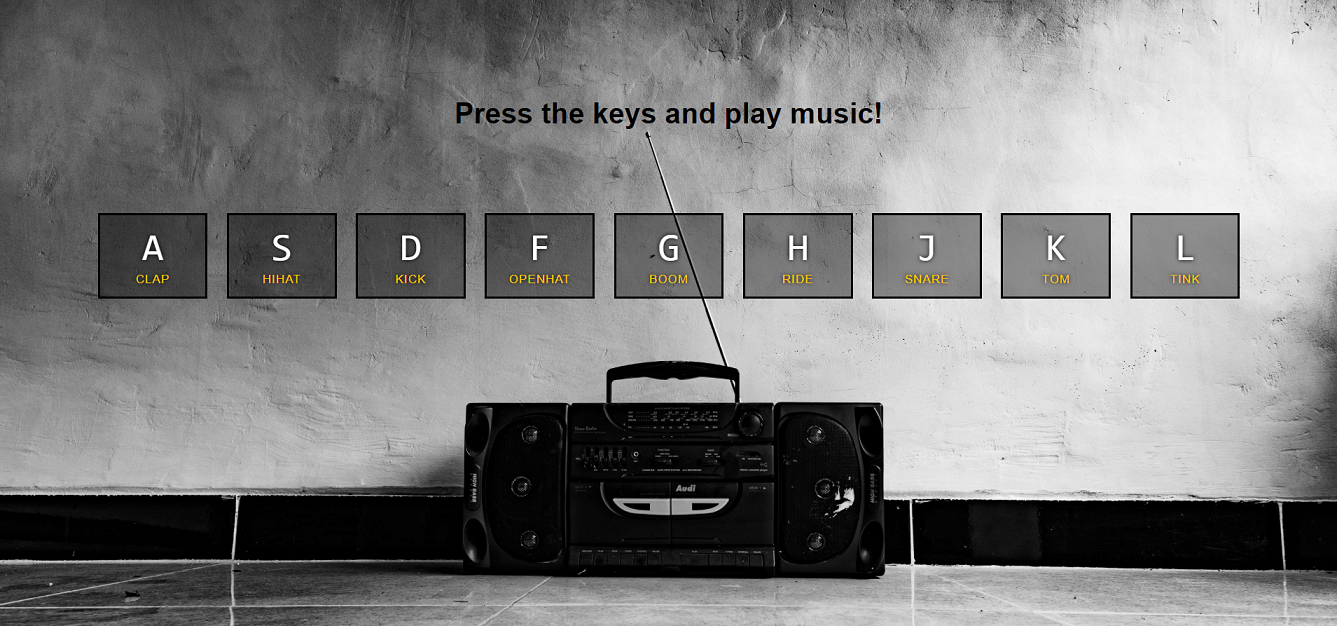 Press the keys and play music!
A S D F G H J K L
CLAP HIHAT KICK OPENHAT BOOM RIDE SNARE TOM TINK
Audi